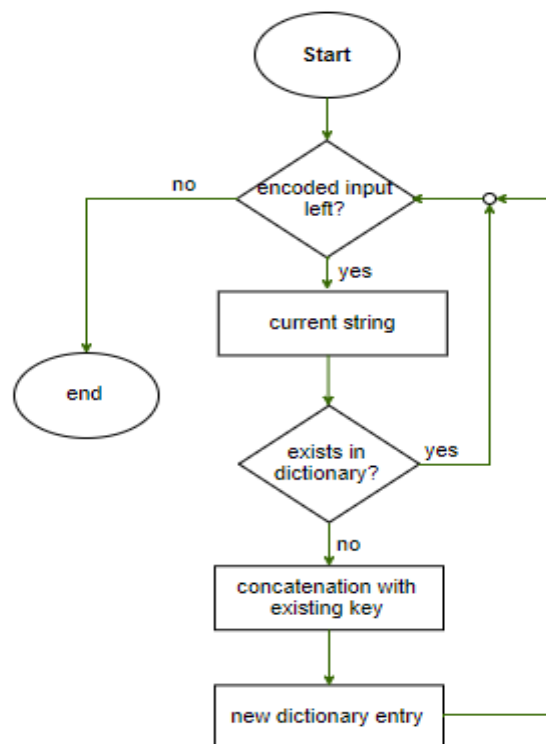 Start
no
encoded input
left?
yes
current string
end
exists in
dictionary?
yes
no
concatenation with
existing key
new dictionary entry